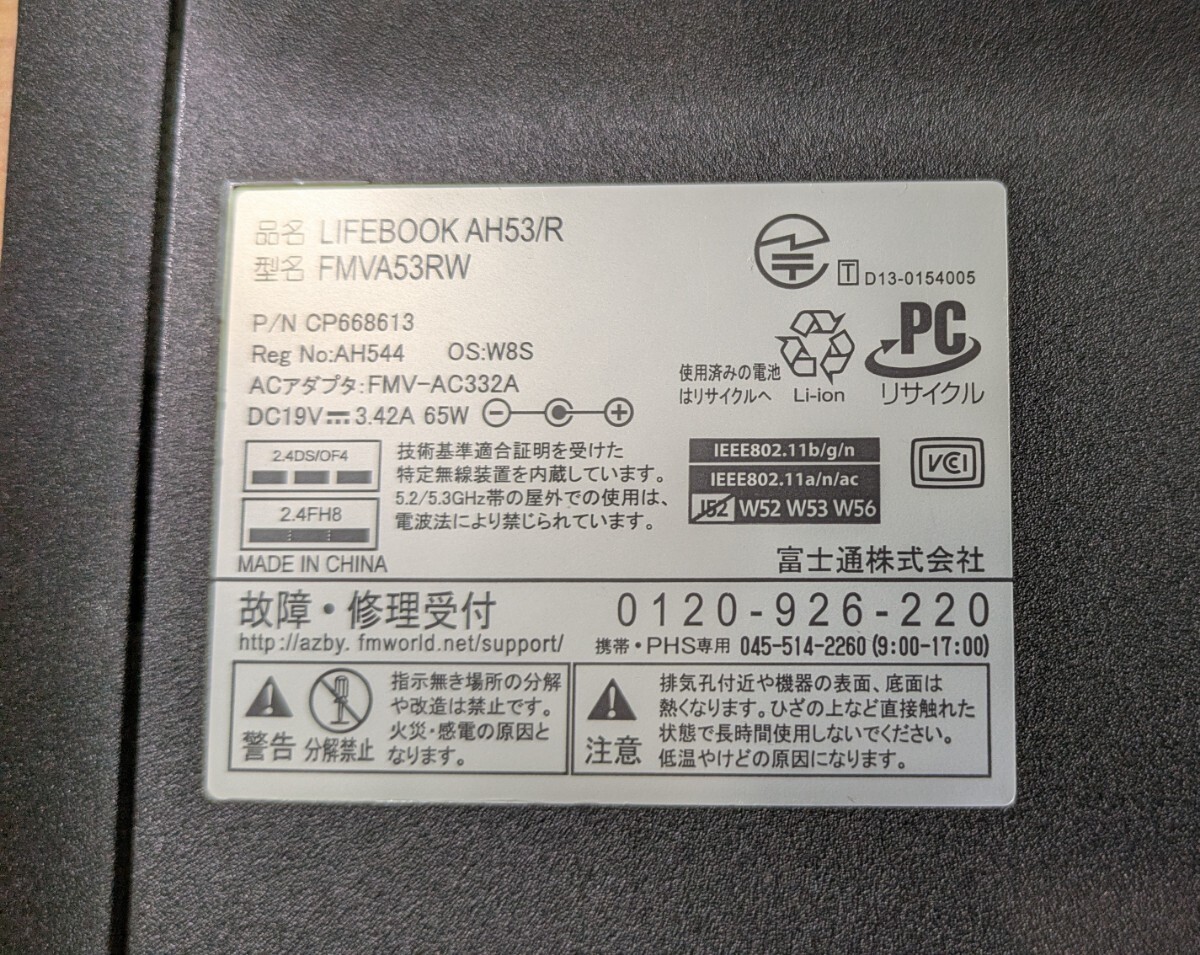 品名 LIFEBOOK AH53/R
型名 FMVA53RW
T D13-0154005
P/N CP668613
Reg No:AH544 OS:W8S
ACアダプタ:FMV-AC332A
DC19V 3.42A 65W
使用済みの電池
はリサイクルへ
Li-ion
PC
リサイクル
2.4DS/OF4
2.4FH8
技術基準適合証明を受けた
特定無線装置を内蔵しています。
5.2/5.3GHz帯の屋外での使用は、
電波法により禁じられています。
IEEE802.11b/g/n
IEEE802.11a/n/ac
J52 W52 W53 W56
VCI
MADE IN CHINA
富士通株式会社
故障・修理受付 0120-926-220
http://azby.fmworld.net/support/ 携帯・PHS専用 045-514-2260(9:00-17:00)
警告
分解禁止
指示無き場所の分解
や改造は禁止です。
火災・感電の原因と
なります。
注意
排気孔付近や機器の表面、底面は
熱くなります。ひざの上など直接触れた
状態で長時間使用しないでください。
低温やけどの原因になります。